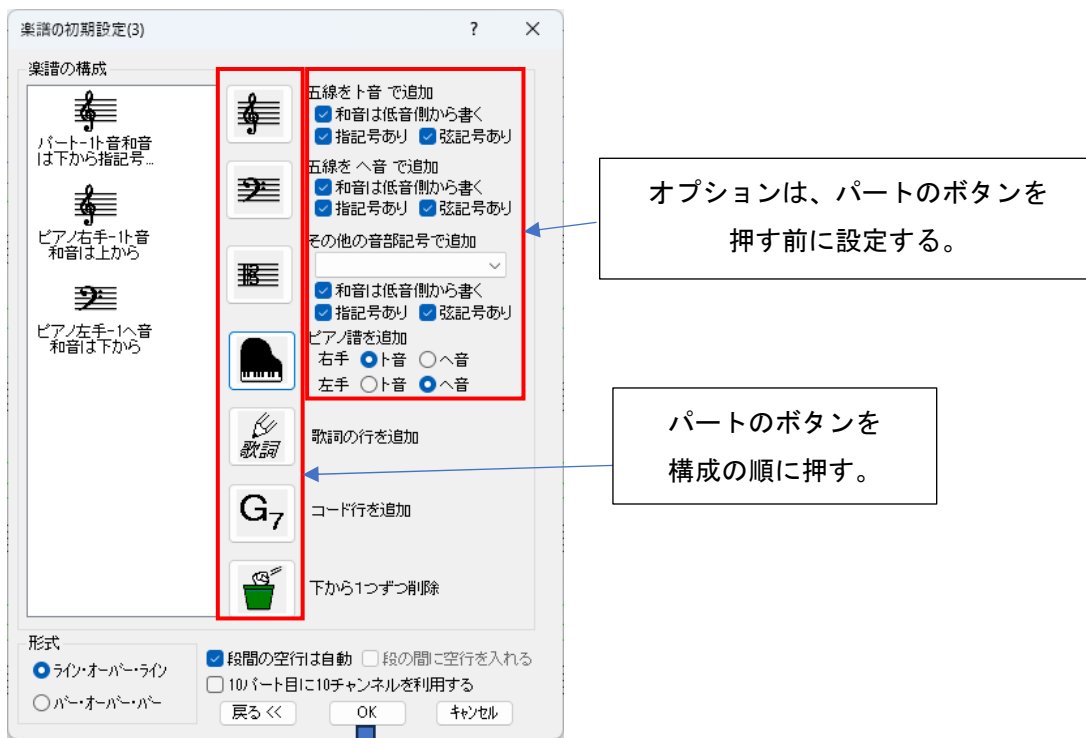 楽譜の初期設定(3)
?
×
楽譜の構成
パート-1ト音和音
は下から指記号...
ピアノ右手-1ト音
和音は上から
ピアノ左手-1ヘ音
和音は下から
五線をト音 で追加
和音は低音側から書く
指記号あり 弦記号あり
五線を ヘ音 で追加
和音は低音側から書く
指記号あり 弦記号あり
その他の音部記号で追加
和音は低音側から書く
指記号あり 弦記号あり
ピアノ譜を追加
右手 ト音 ヘ音
左手 ト音 ヘ音
歌詞
歌詞の行を追加
G7
コード行を追加
下から1つずつ削除
形式
ライン・オーバー・ライン
バー・オーバー・バー
段間の空行は自動 段の間に空行を入れる
10パート目に10チャンネルを利用する
戻る << OK キャンセル
オプションは、パートのボタンを
押す前に設定する。
パートのボタンを
構成の順に押す。